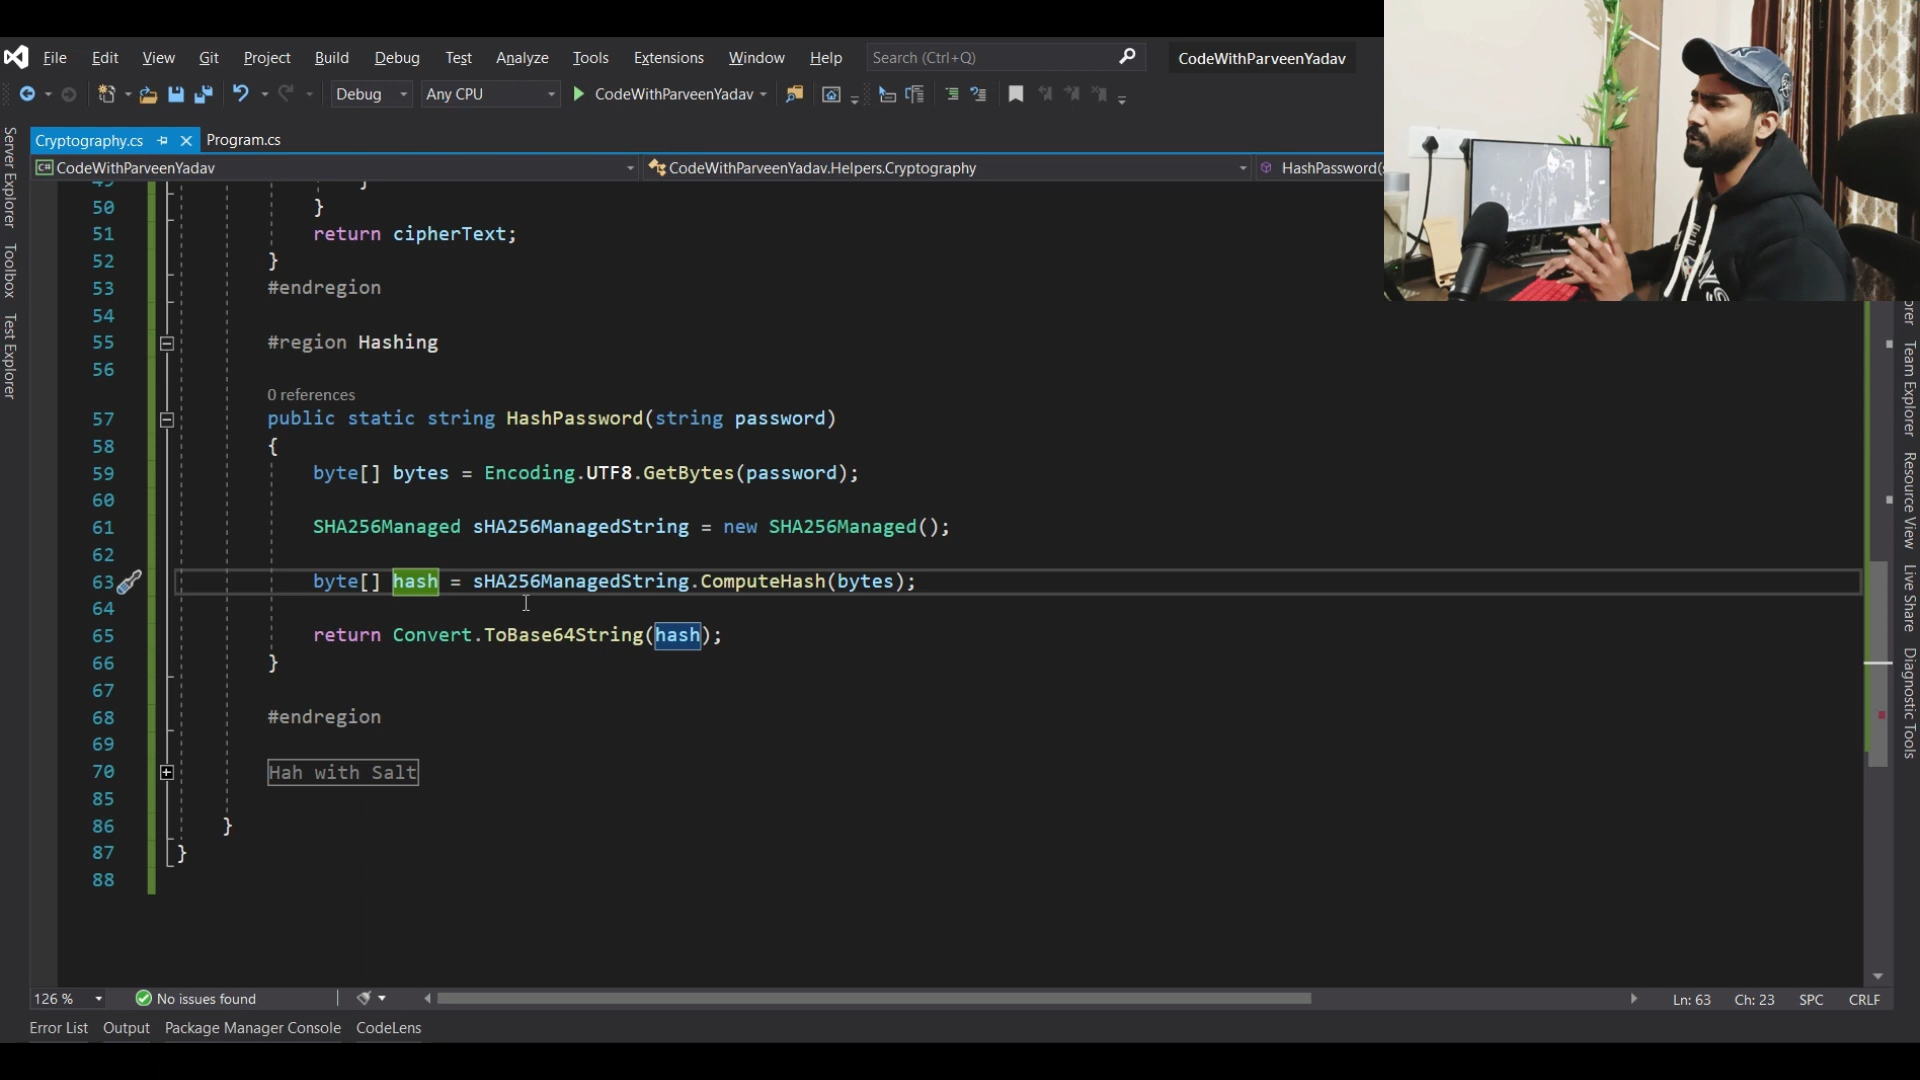 File Edit View Git Project Build Debug Test Analyze Tools Extensions Window Help Search (Ctrl+Q) CodeWithParveenYadav
Debug Any CPU CodeWithParveenYadav
Cryptography.cs Program.cs
CodeWithParveenYadav CodeWithParveenYadav.Helpers.Cryptography HashPassword(s
Server Explorer
Toolbox
Test Explorer
50 }
51 return cipherText;
52 }
53 #endregion
54
55 #region Hashing
56
0 references
57 public static string HashPassword(string password)
58 {
59 byte[] bytes = Encoding.UTF8.GetBytes(password);
60
61 SHA256Managed sHA256ManagedString = new SHA256Managed();
62
63 byte[] hash = sHA256ManagedString.ComputeHash(bytes);
64
65 return Convert.ToBase64String(hash);
66 }
67
68 #endregion
69
70 Hah with Salt
85
86 }
87 }
88
Team Explorer
Resource View
Live Share
Diagnostic Tools
126 % No issues found Ln: 63 Ch: 23 SPC CRLF
Error List Output Package Manager Console CodeLens